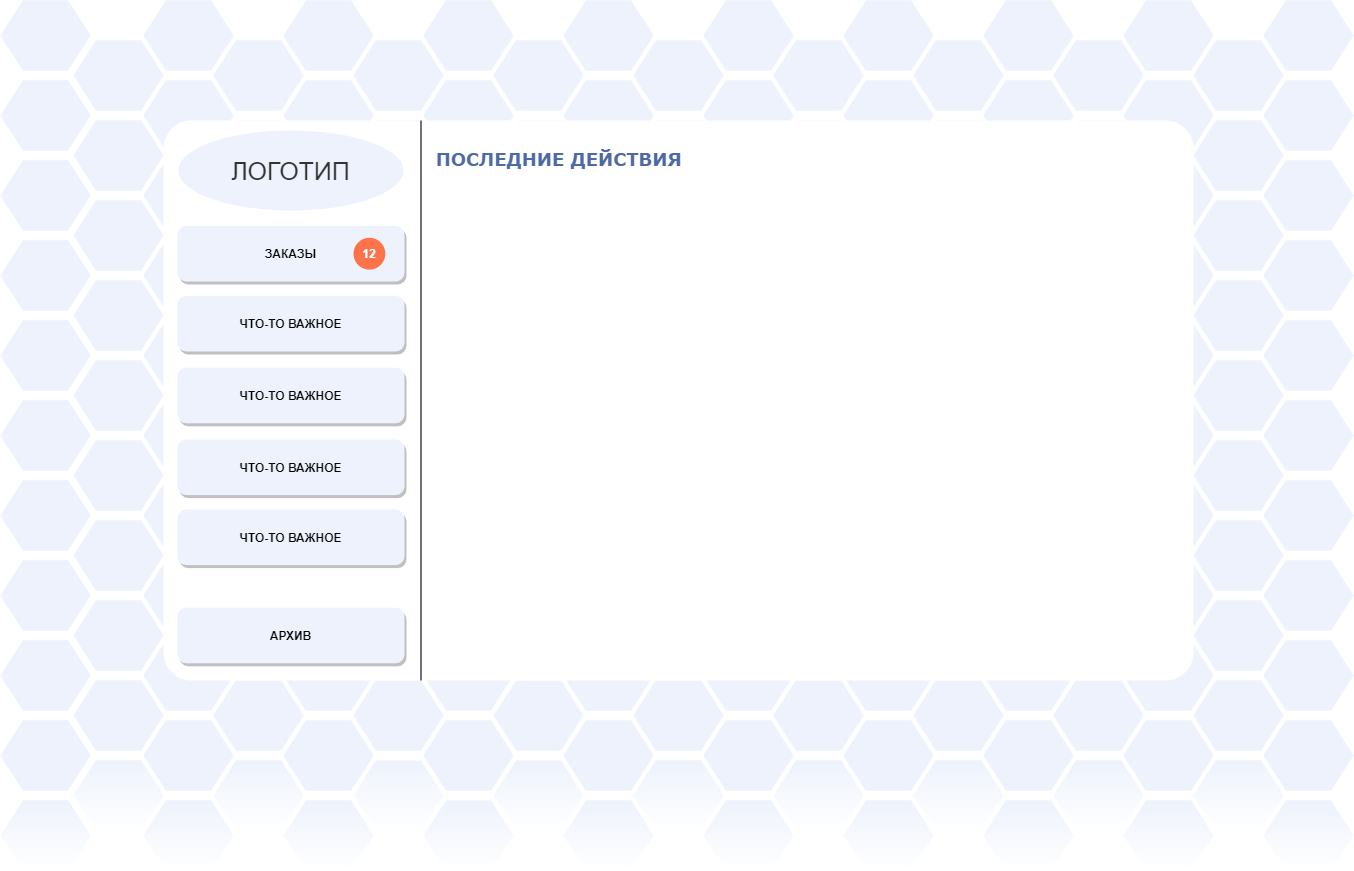 ЛОГОТИП
ПОСЛЕДНИЕ ДЕЙСТВИЯ
ЗАКАЗЫ 12
ЧТО-ТО ВАЖНОЕ
ЧТО-ТО ВАЖНОЕ
ЧТО-ТО ВАЖНОЕ
ЧТО-ТО ВАЖНОЕ
АРХИВ